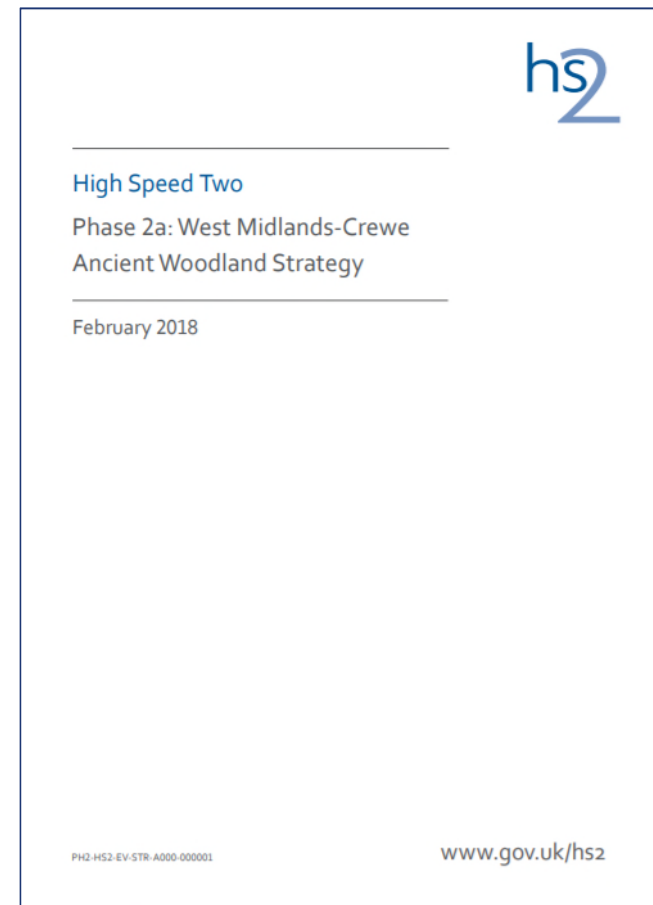 hs2
High Speed Two
Phase 2a: West Midlands-Crewe
Ancient Woodland Strategy
February 2018
PH2-HS2-EV-STR-A000-000001
www.gov.uk/hs2